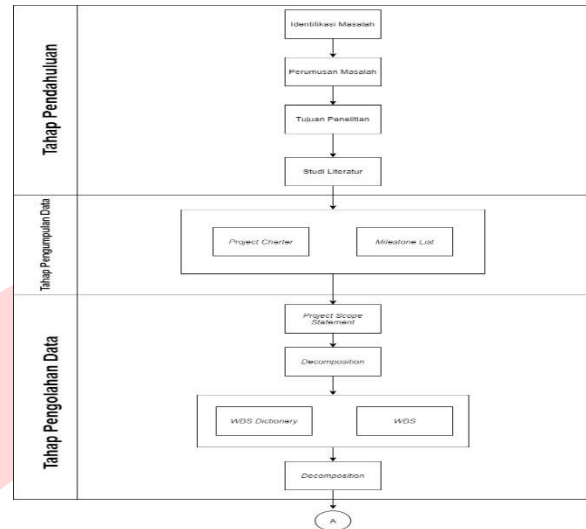 Tahap Pendahuluan
Identifikasi Masalah
Perumusan Masalah
Tujuan Penelitian
Studi Literatur
Tahap Pengumpulan Data
Project Charter
Milestone List
Tahap Pengolahan Data
Project Scope
Statement
Decomposition
WBS Dictionary
WBS
Decomposition
A